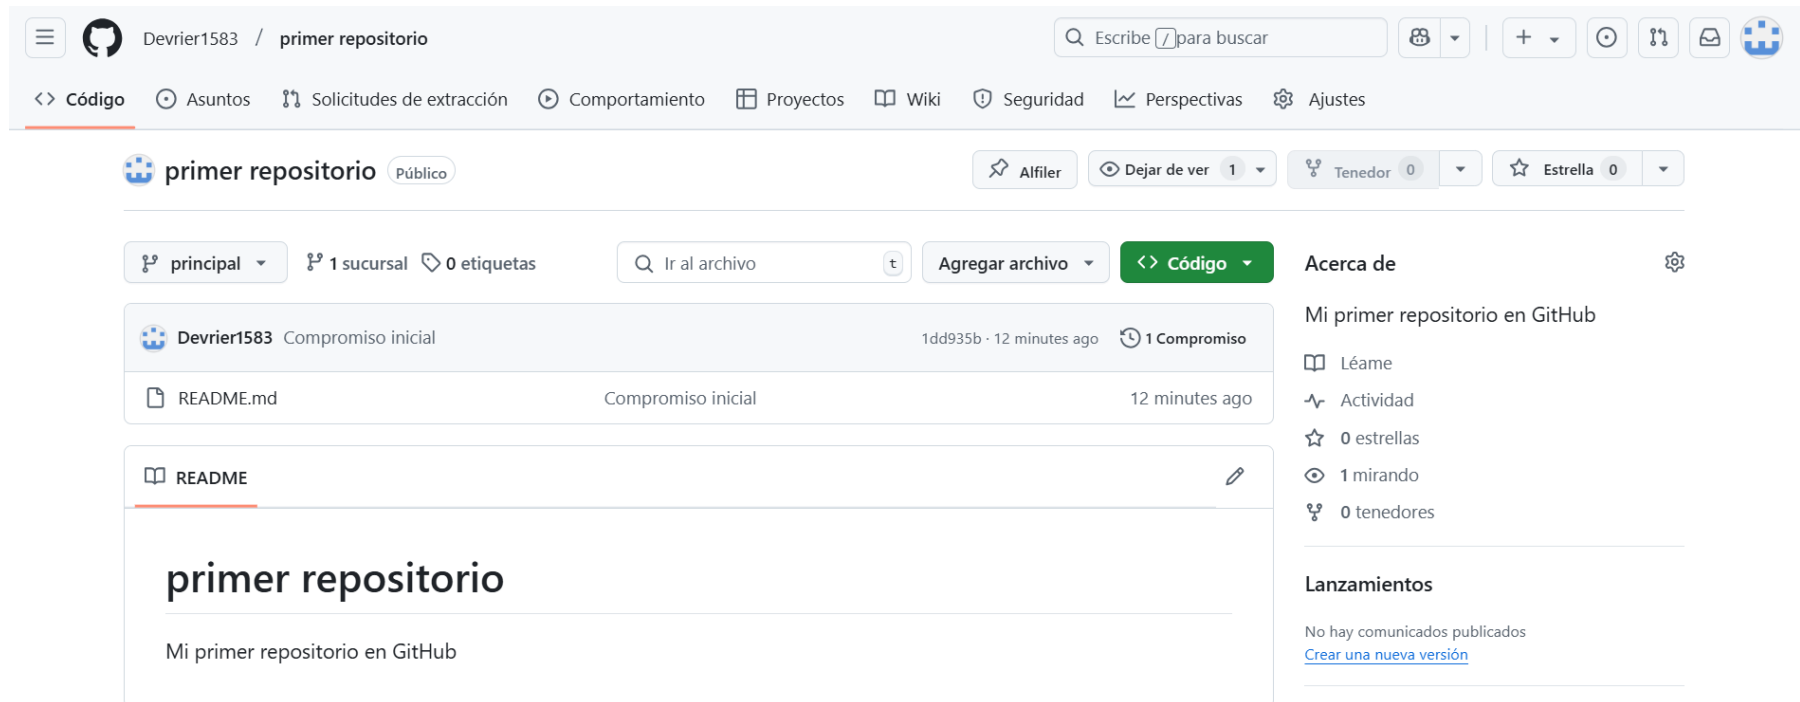 Devrier1583 / primer repositorio
Escribe / para buscar
Código Asuntos Solicitudes de extracción Comportamiento Proyectos Wiki Seguridad Perspectivas Ajustes
primer repositorio Público
Alfiler Dejar de ver 1 Tenedor 0 Estrella 0
principal 1 sucursal 0 etiquetas Ir al archivo t Agregar archivo Código
Devrier1583 Compromiso inicial 1dd935b · 12 minutes ago 1 Compromiso
README.md Compromiso inicial 12 minutes ago
README
primer repositorio
Mi primer repositorio en GitHub
Acerca de
Mi primer repositorio en GitHub
Léame
Actividad
0 estrellas
1 mirando
0 tenedores
Lanzamientos
No hay comunicados publicados
Crear una nueva versión